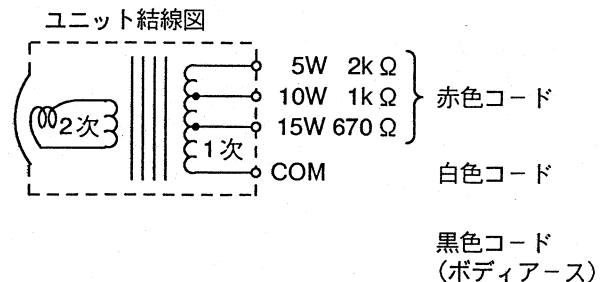 ユニット結線図
5W 2kΩ
10W 1kΩ
15W 670Ω
赤色コード
2次
1次
COM
白色コード
黒色コード
(ボディアース)